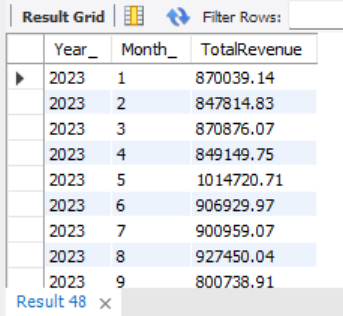 Result Grid Filter Rows:
Year_ Month_ TotalRevenue
2023 1 870039.14
2023 2 847814.83
2023 3 870876.07
2023 4 849149.75
2023 5 1014720.71
2023 6 906929.97
2023 7 900959.07
2023 8 927450.04
2023 9 800738.91
Result 48